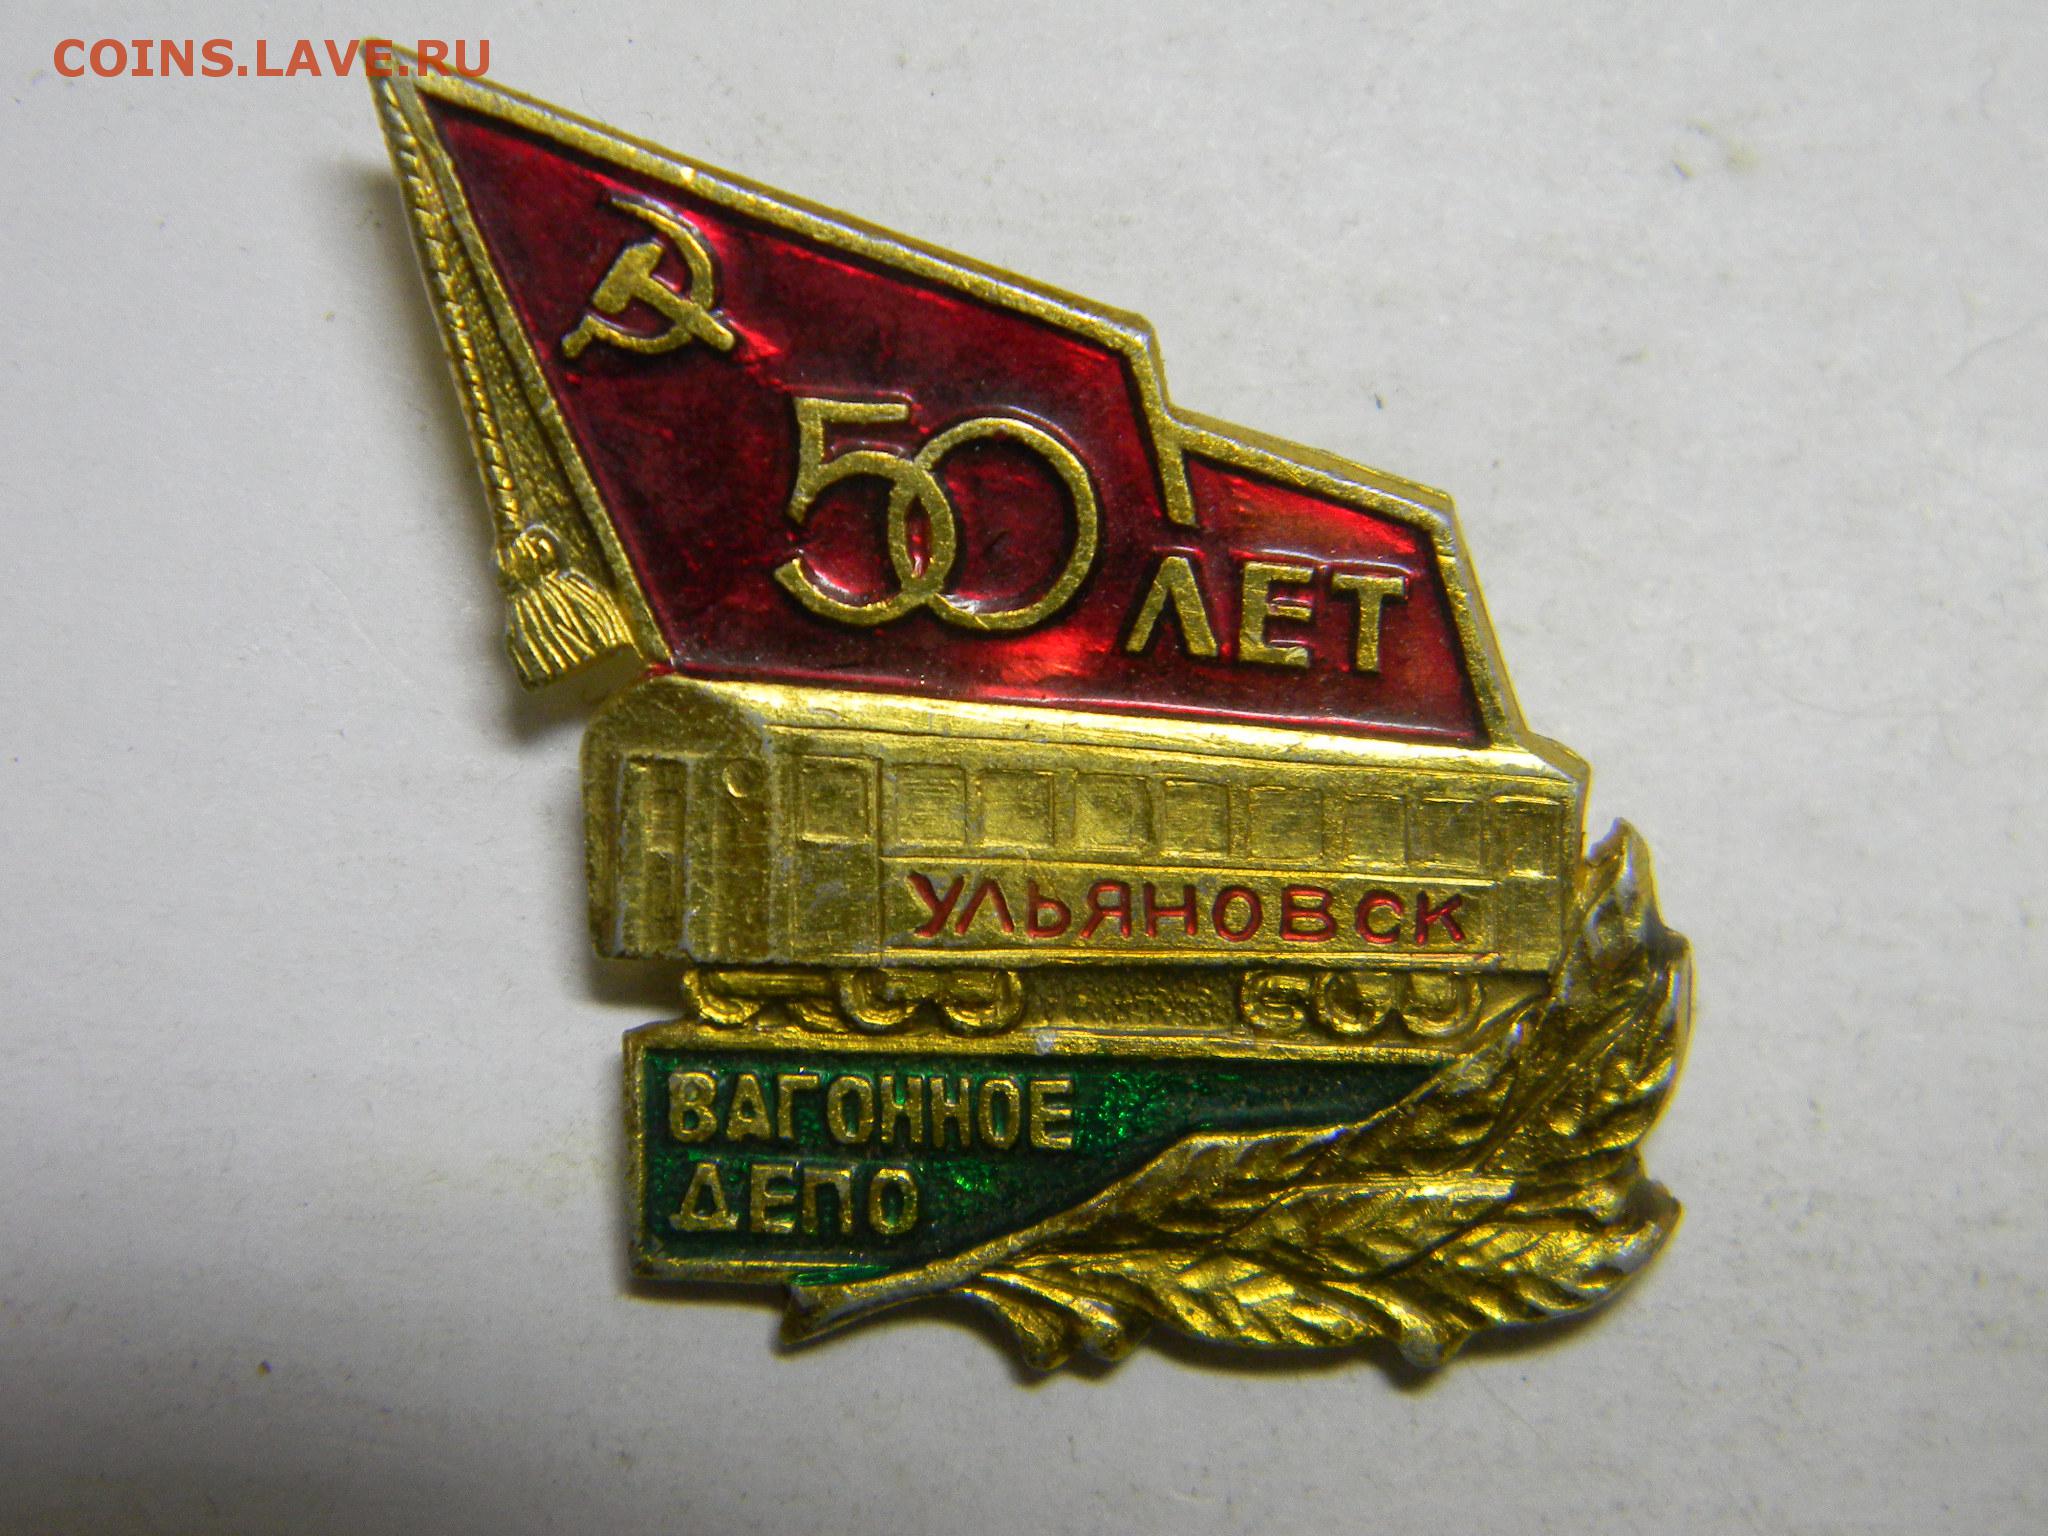 COINS.LAVE.RU
50 ЛЕТ
УЛЬЯНОВСК
ВАГОННОЕ
ДЕПО